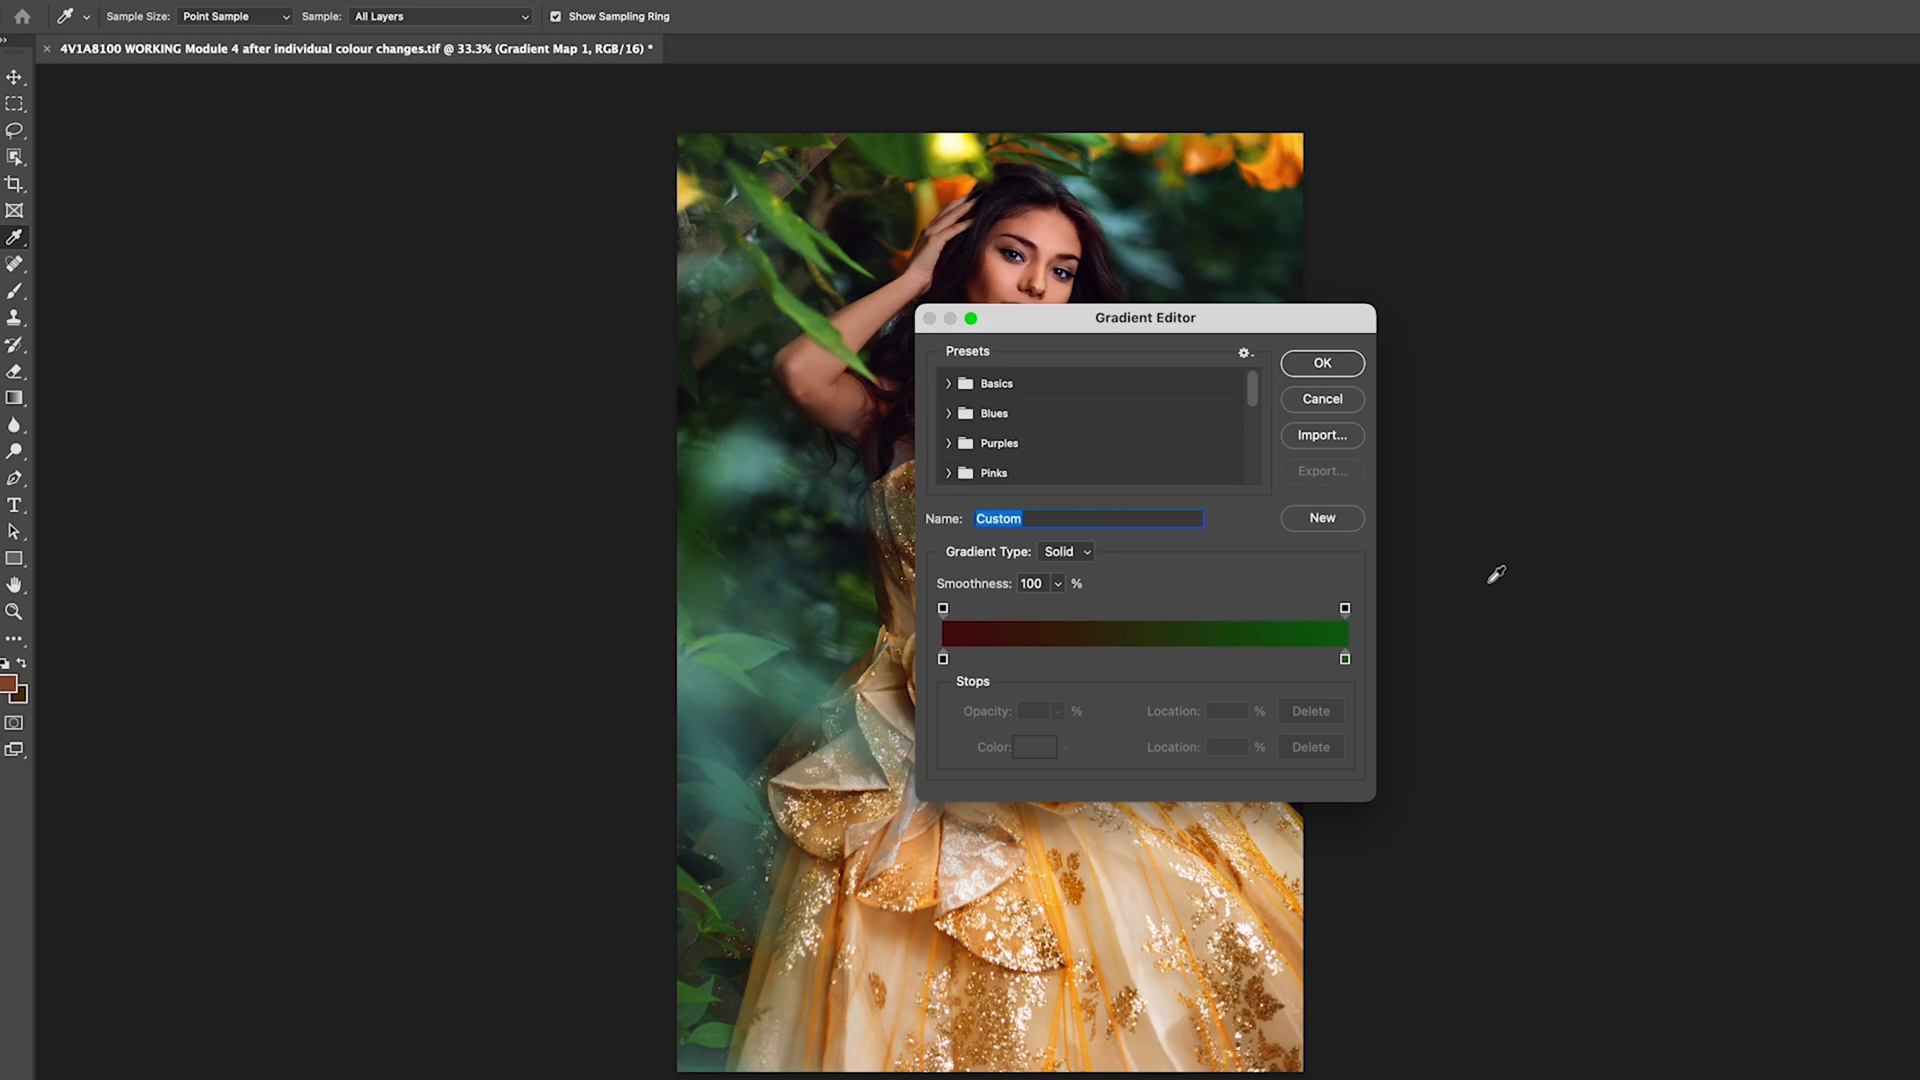 Sample Size: Point Sample Sample: All Layers Show Sampling Ring
4V1A8100 WORKING Module 4 after individual colour changes.tif @ 33.3% (Gradient Map 1, RGB/16) *
Gradient Editor
Presets
OK
Basics
Cancel
Blues
Import...
Purples
Export...
Pinks
Name: Custom
New
Gradient Type: Solid
Smoothness: 100 %
Stops
Opacity: % Location: % Delete
Color: Location: % Delete